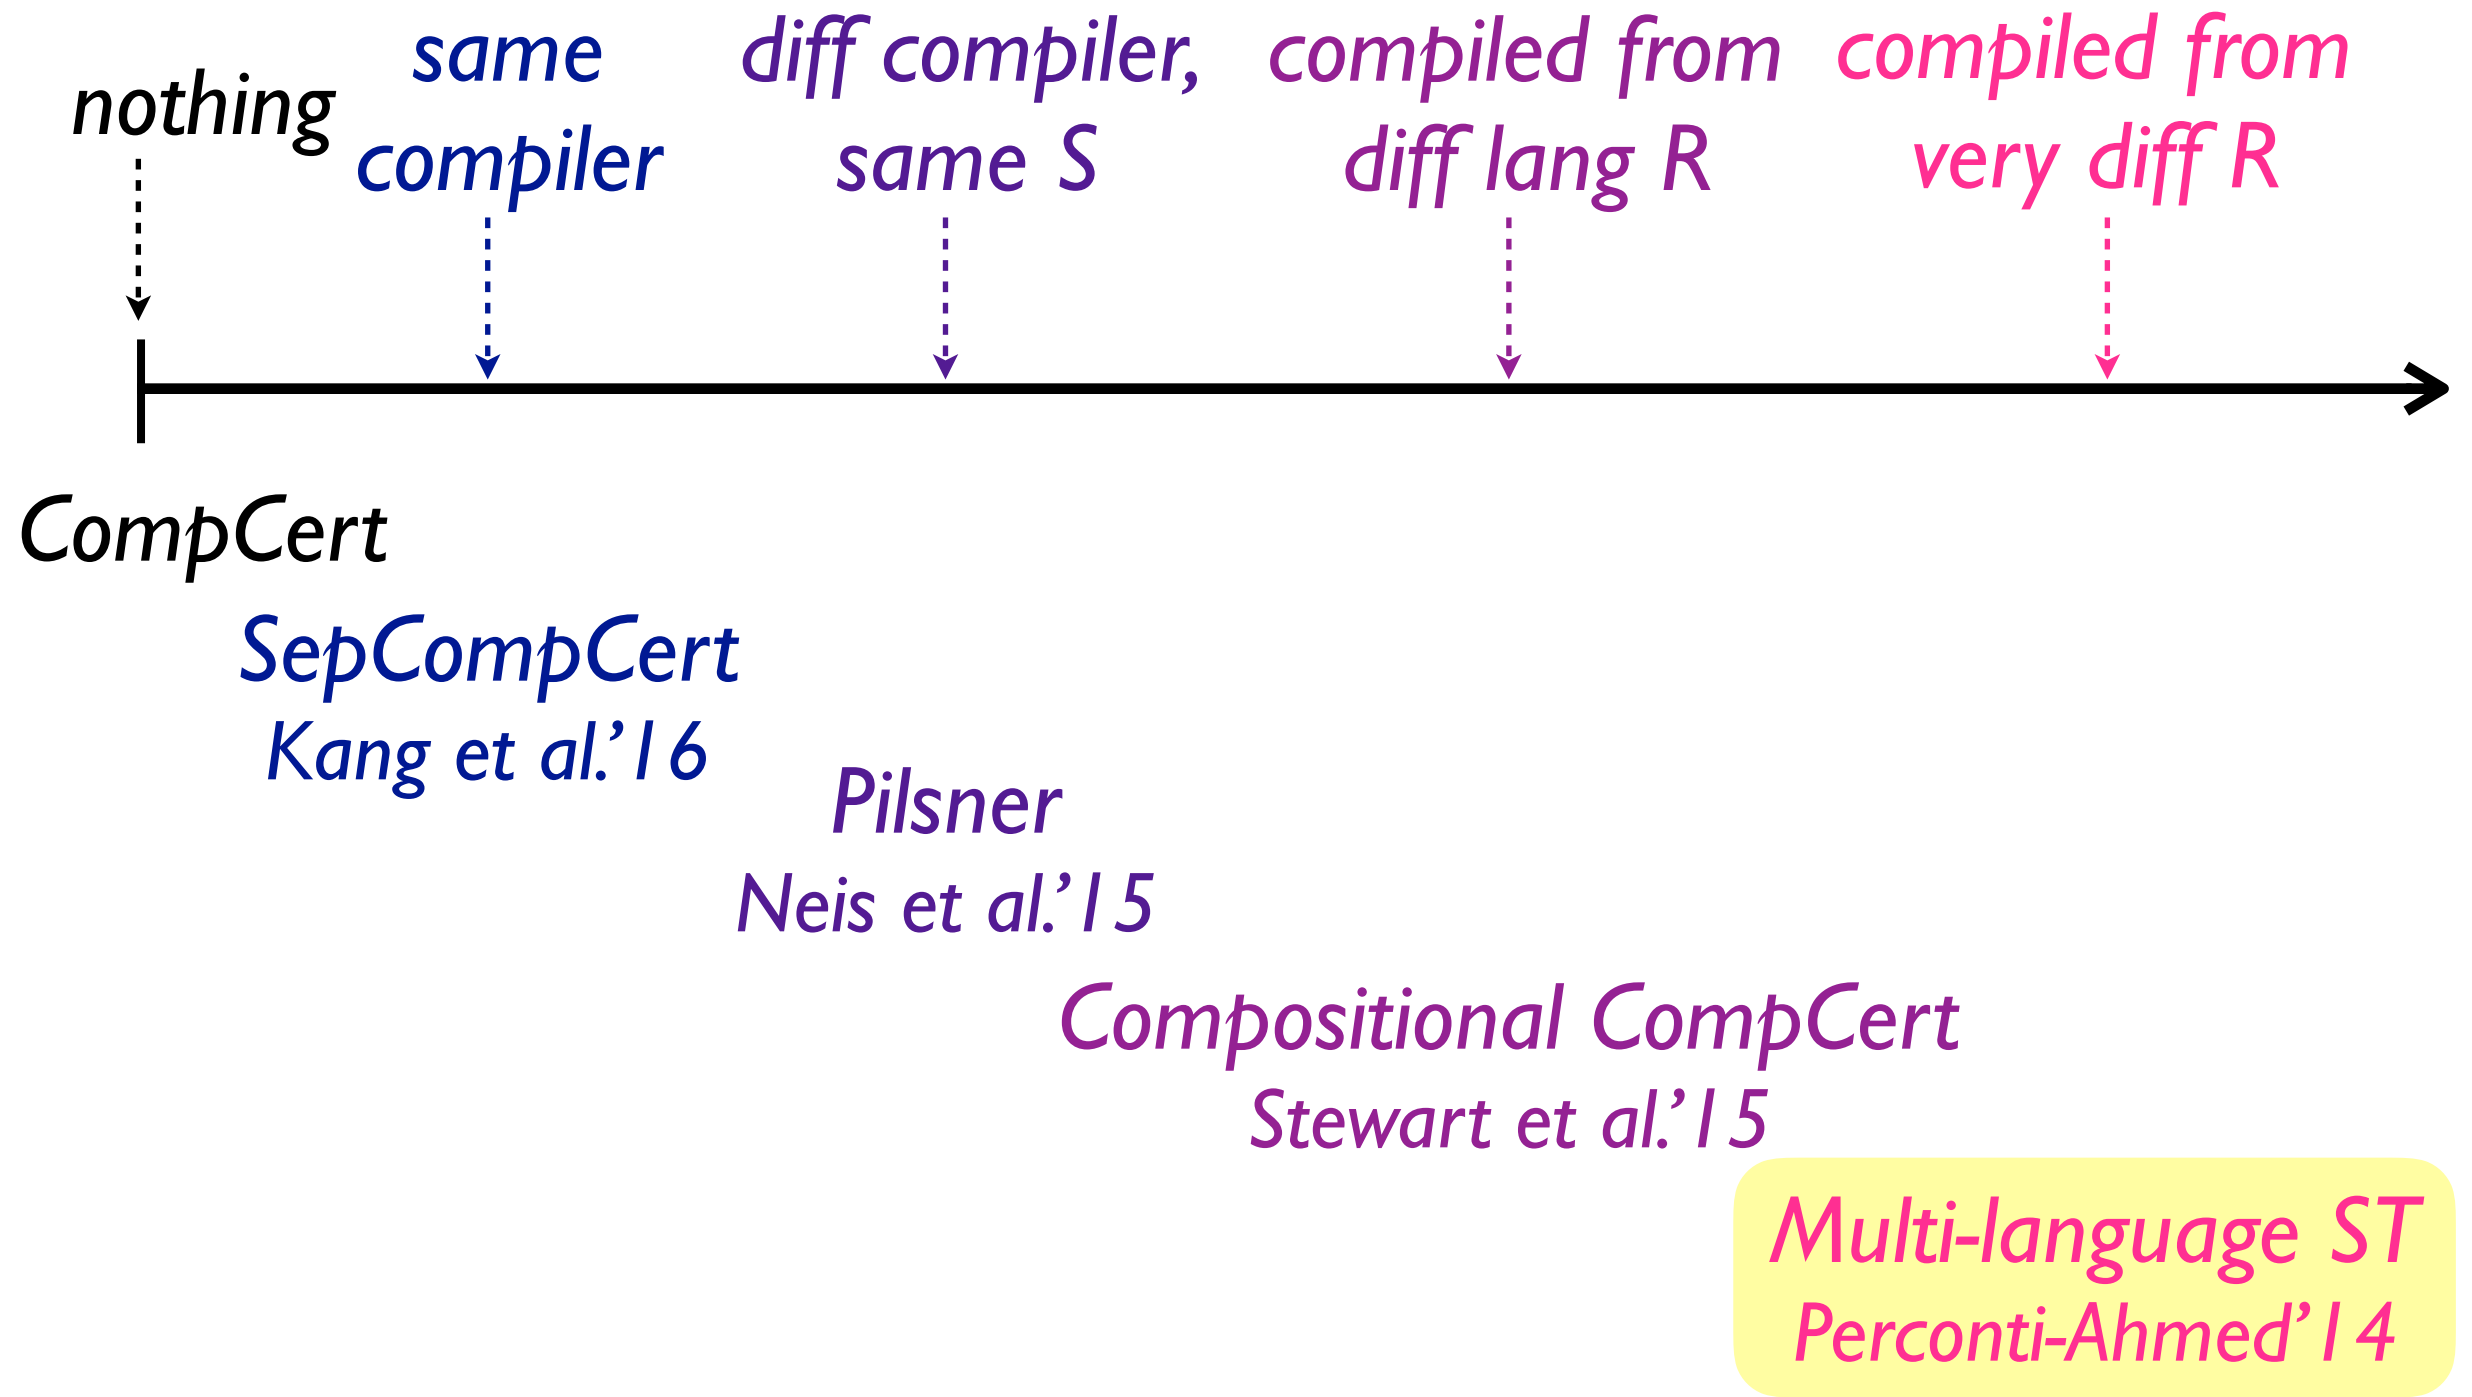 nothing
same
compiler
diff compiler,
same S
compiled from
diff lang R
compiled from
very diff R
CompCert
SepCompCert
Kang et al.’16
Pilsner
Neis et al.’15
Compositional CompCert
Stewart et al.’15
Multi-language ST
Perconti-Ahmed’14